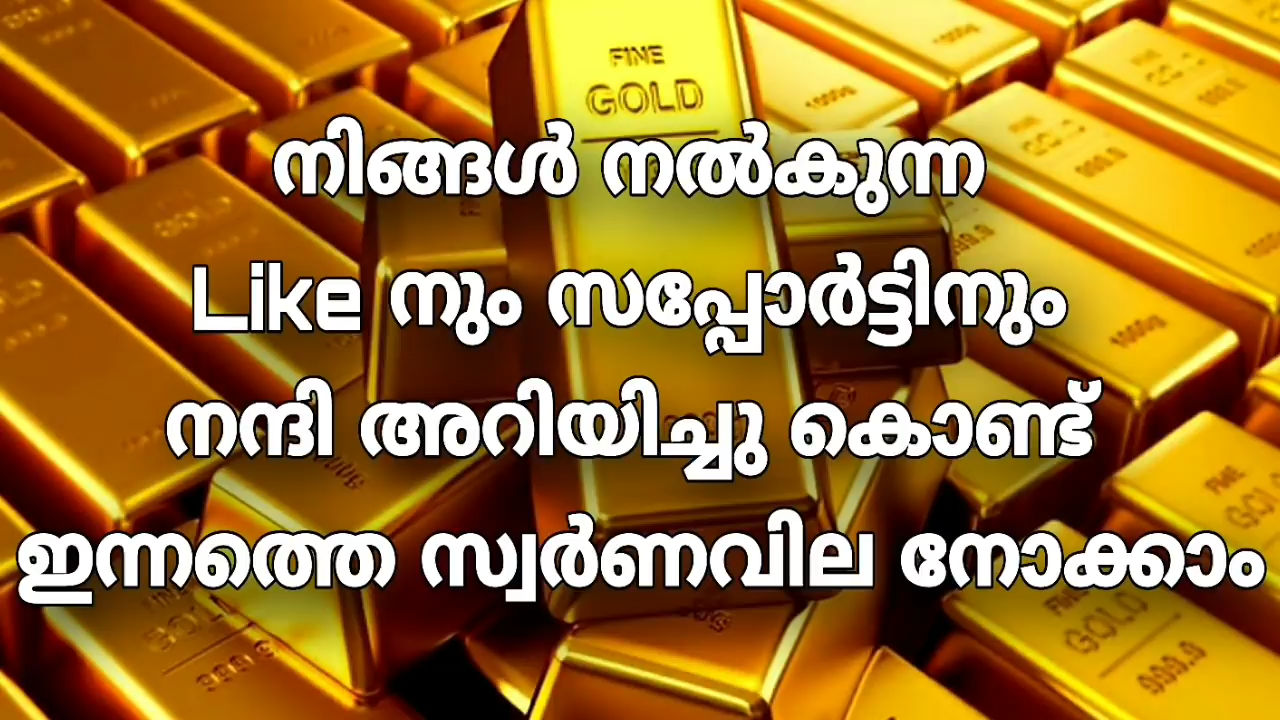 FINE
GOLD
നിങ്ങൾ നൽകുന്ന
Like നും സപ്പോർട്ടിനും
നന്ദി അറിയിച്ചു കൊണ്ട്
ഇന്നത്തെ സ്വർണവില നോക്കാം